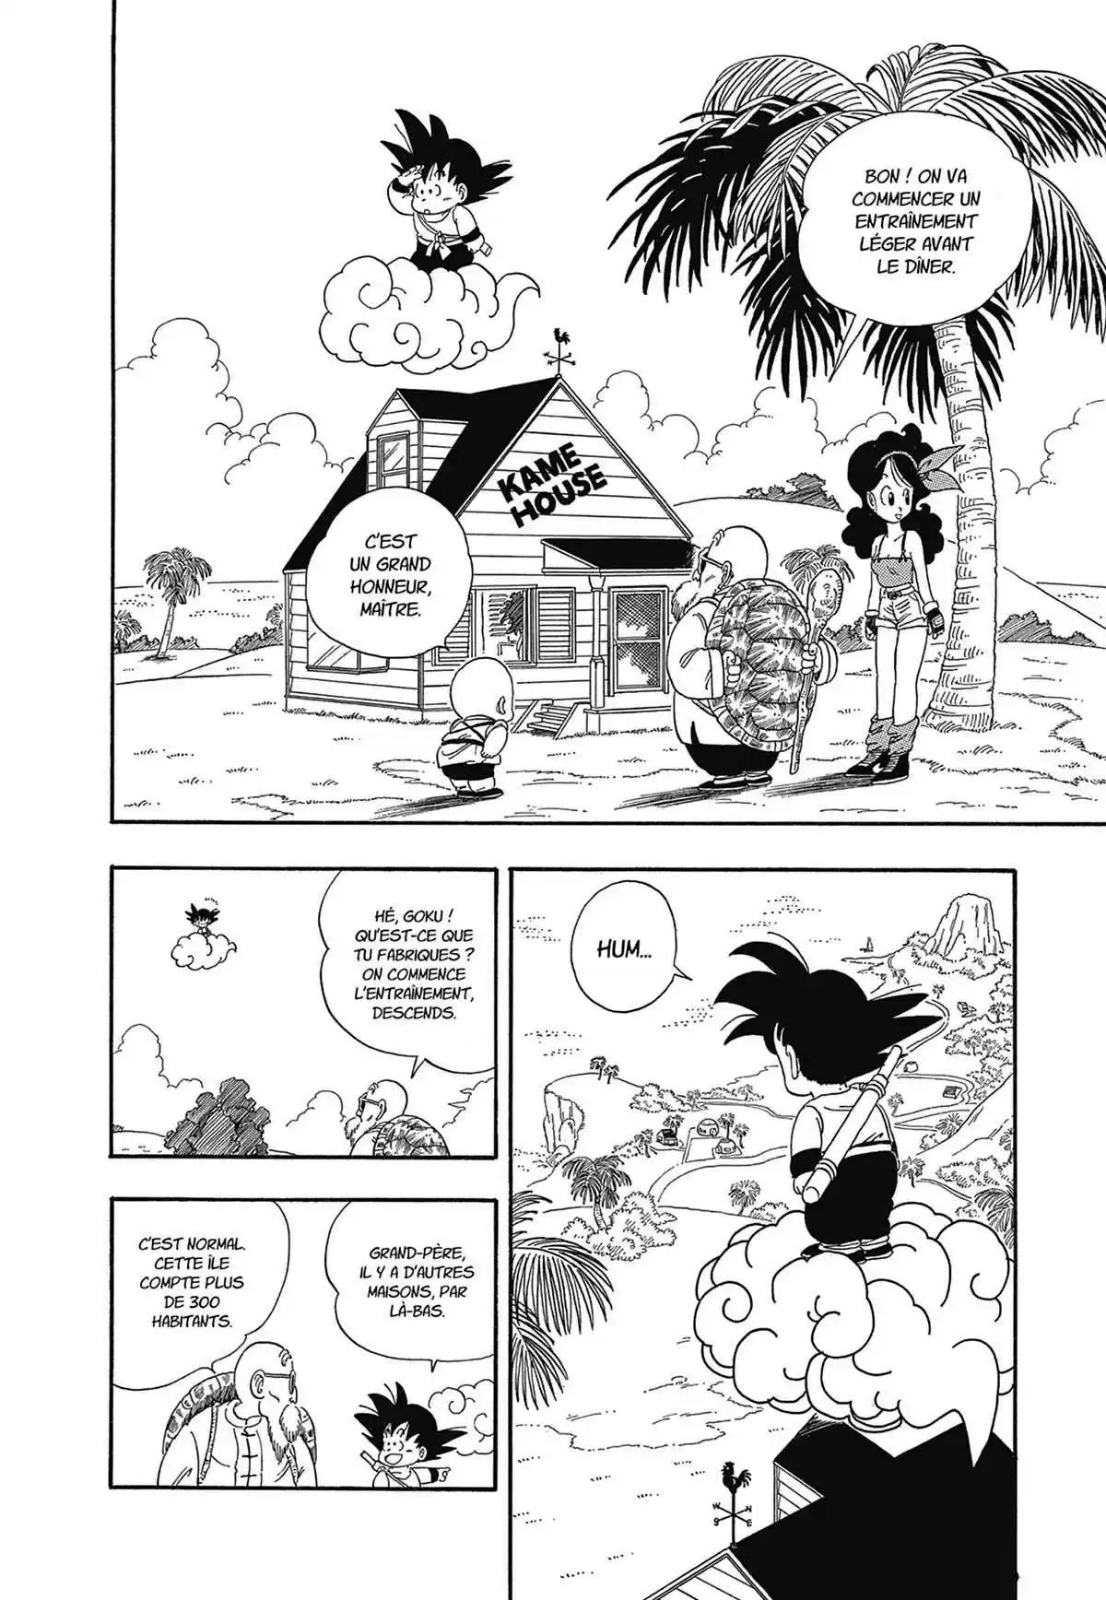 BON ! ON VA
COMMENCER UN
ENTRAÎNEMENT
LÉGER AVANT
LE DÎNER.
KAME
HOUSE
C'EST
UN GRAND
HONNEUR,
MAÎTRE.
HUM...
HÉ, GOKU !
QU'EST-CE QUE
TU FABRIQUES ?
ON COMMENCE
L'ENTRAÎNEMENT,
DESCENDS.
GRAND-PÈRE,
IL Y A D'AUTRES
MAISONS, PAR
LÀ-BAS.
C'EST NORMAL.
CETTE ÎLE
COMPTE PLUS
DE 300
HABITANTS.
W N
S E